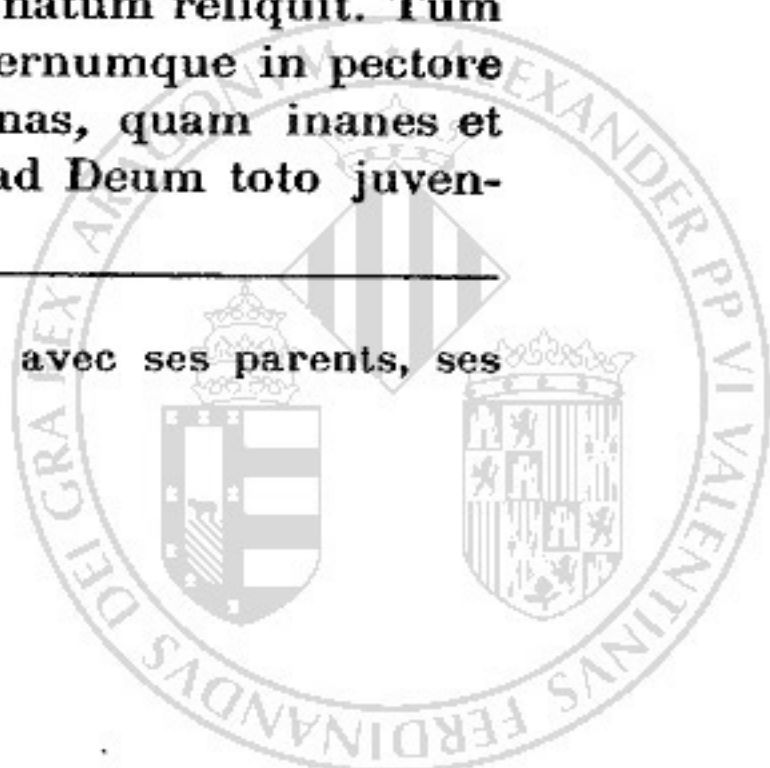 natum reliquit. Tum
ernumque in pectore
nas, quam inanes et
ad Deum toto juven-
avec ses parents, ses
ALEXANDER PP VI VALENTINVS FERDINANDVS DEI GRA REX ARAGONVM